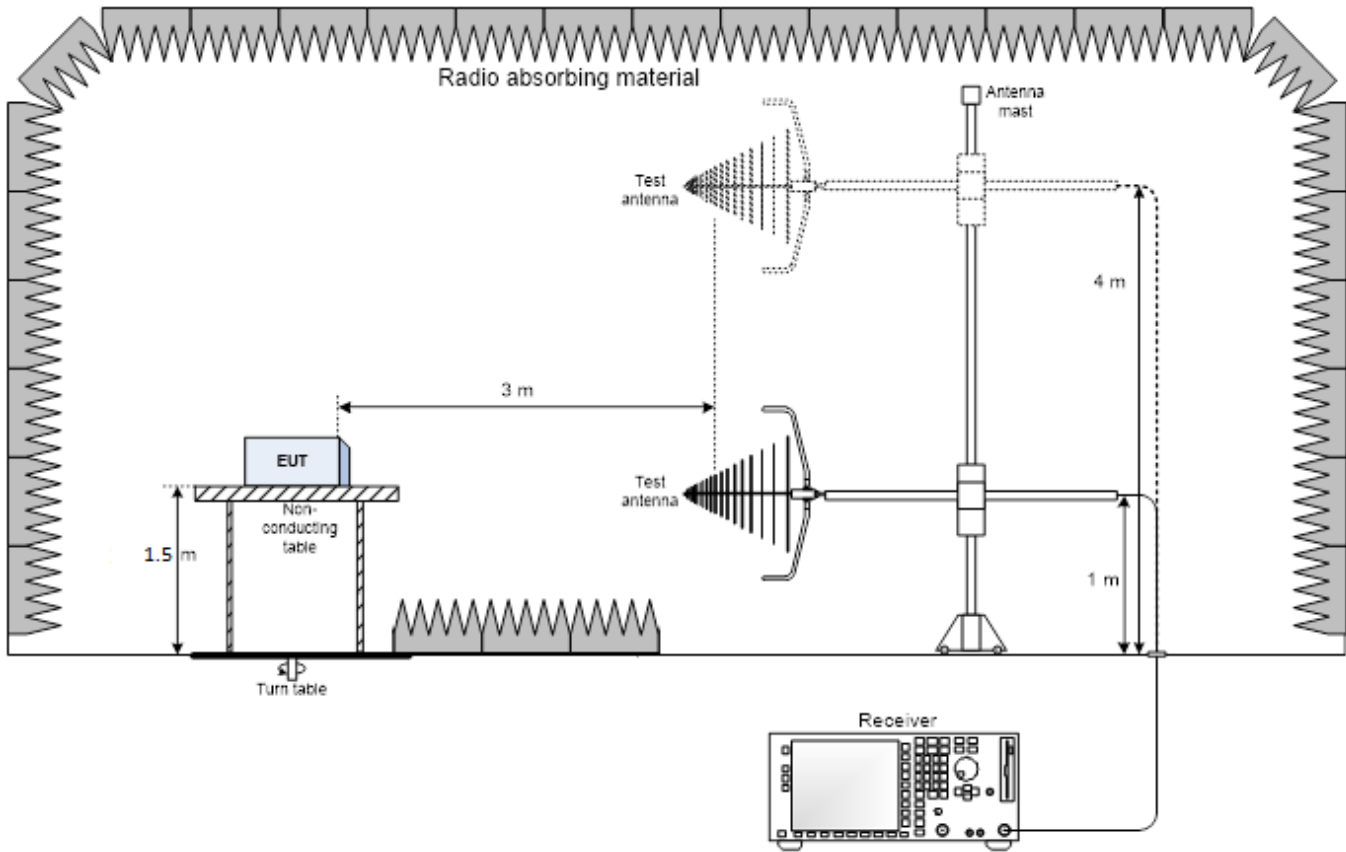 Radio absorbing material
Antenna
mast
Test
antenna
4 m
3 m
EUT
Test
antenna
Non-
conducting
table
1.5 m
1 m
Turn table
Receiver